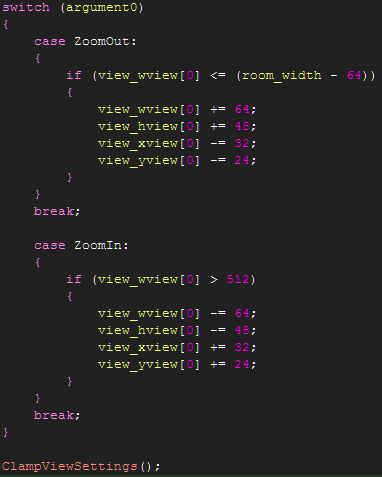 switch (argument0)
{
    case ZoomOut:
    {
        if (view_wview[0] <= (room_width - 64))
        {
            view_wview[0] += 64;
            view_hview[0] += 48;
            view_xview[0] -= 32;
            view_yview[0] -= 24;
        }
    }
    break;

    case ZoomIn:
    {
        if (view_wview[0] > 512)
        {
            view_wview[0] -= 64;
            view_hview[0] -= 48;
            view_xview[0] += 32;
            view_yview[0] += 24;
        }
    }
    break;
}

ClampViewSettings();